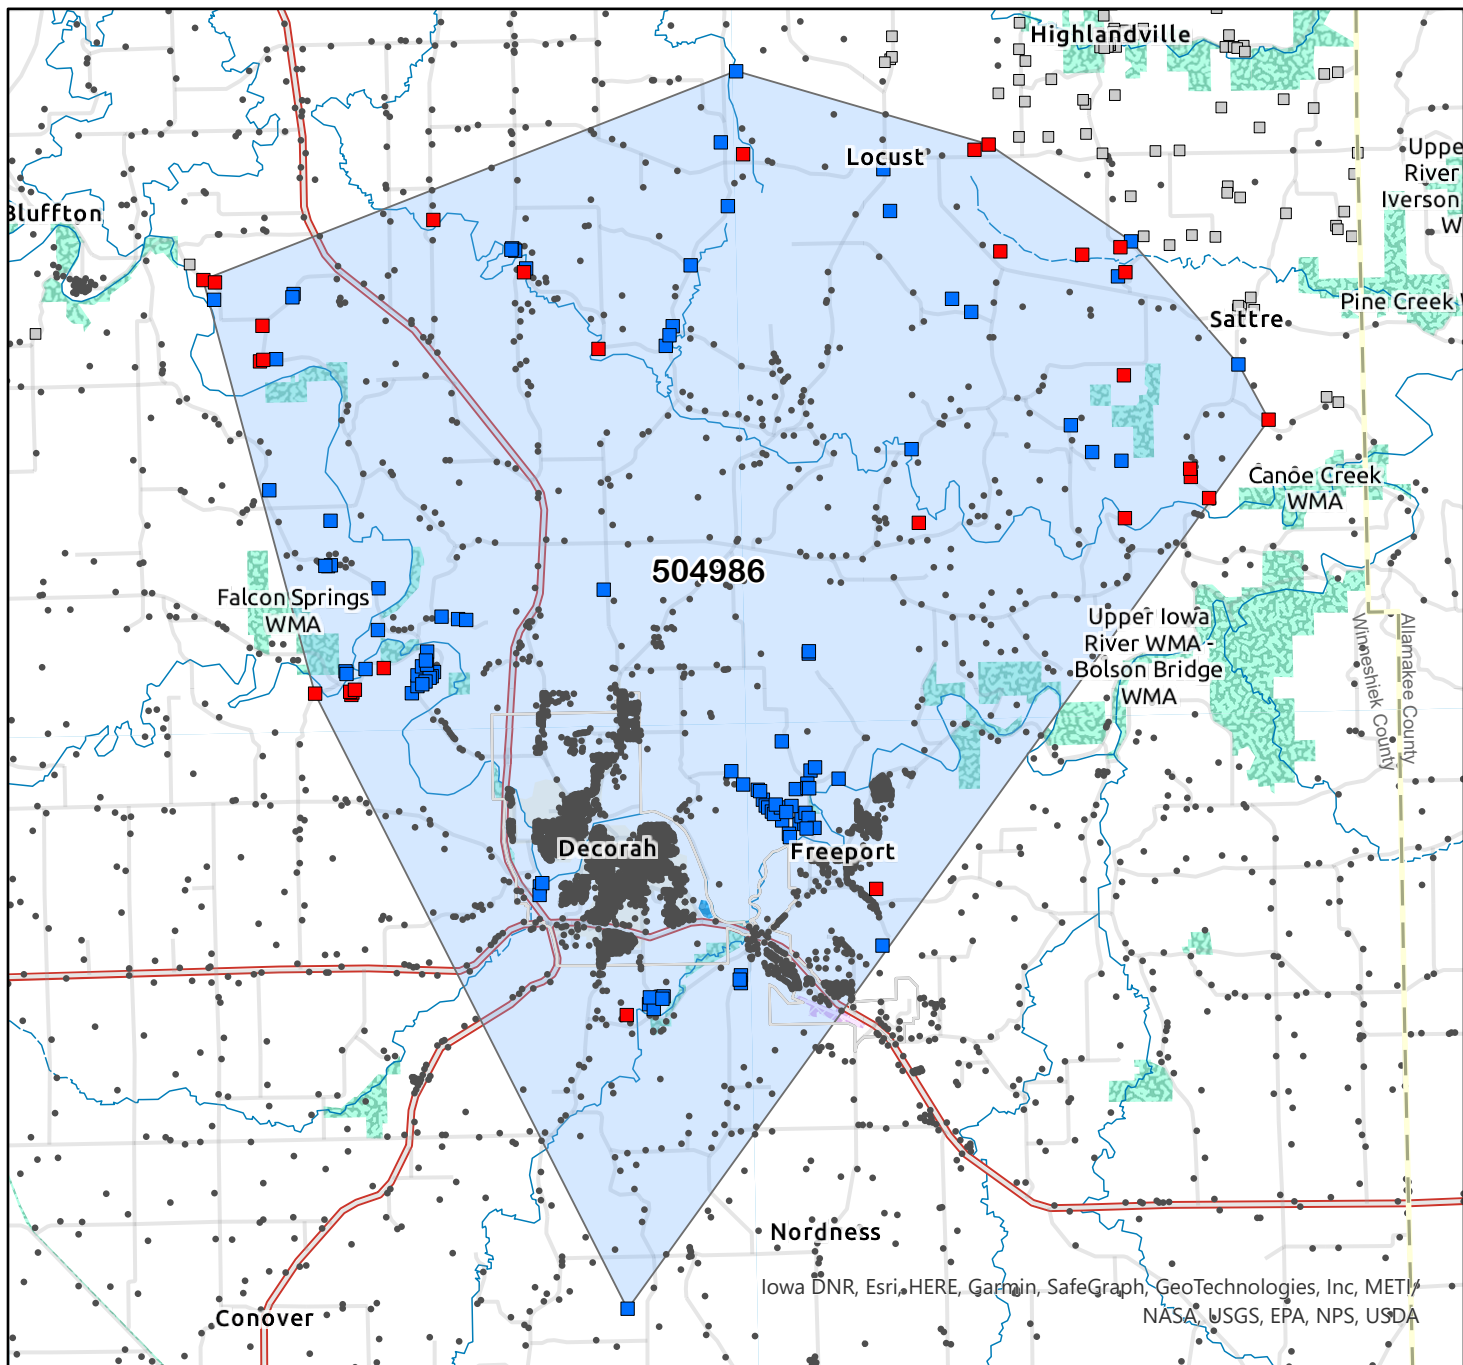 Highlandville
Locust
Uppe
River
Iverson
W
Bluffton
Pine Creek W
Sattre
Canoe Creek
WMA
504986
Falcon Springs
WMA
Upper Iowa
River WMA -
Bolson Bridge
WMA
Allamakee County
Winneshiek County
Decorah
Freeport
Nordness
Iowa DNR, Esri, HERE, Garmin, SafeGraph, GeoTechnologies, Inc, METI/
NASA, USGS, EPA, NPS, USDA
Conover